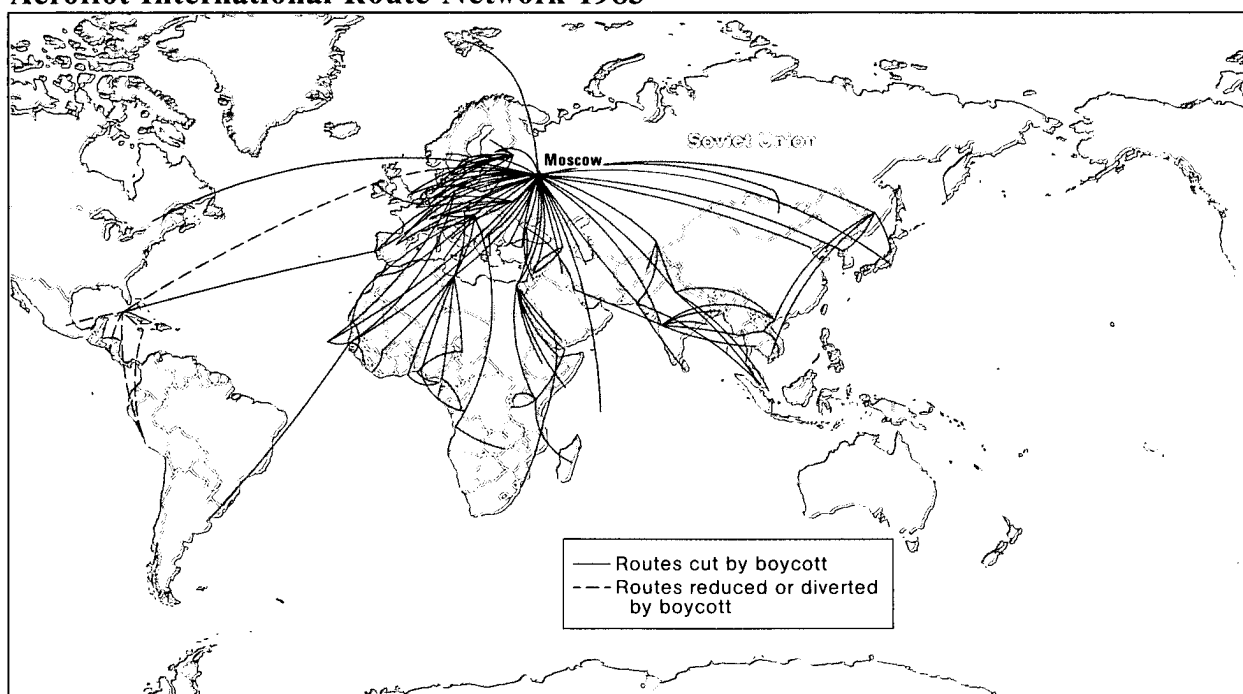 Aeroflot International Route Network 1983
Soviet Union
Moscow
Routes cut by boycott
Routes reduced or diverted
by boycott